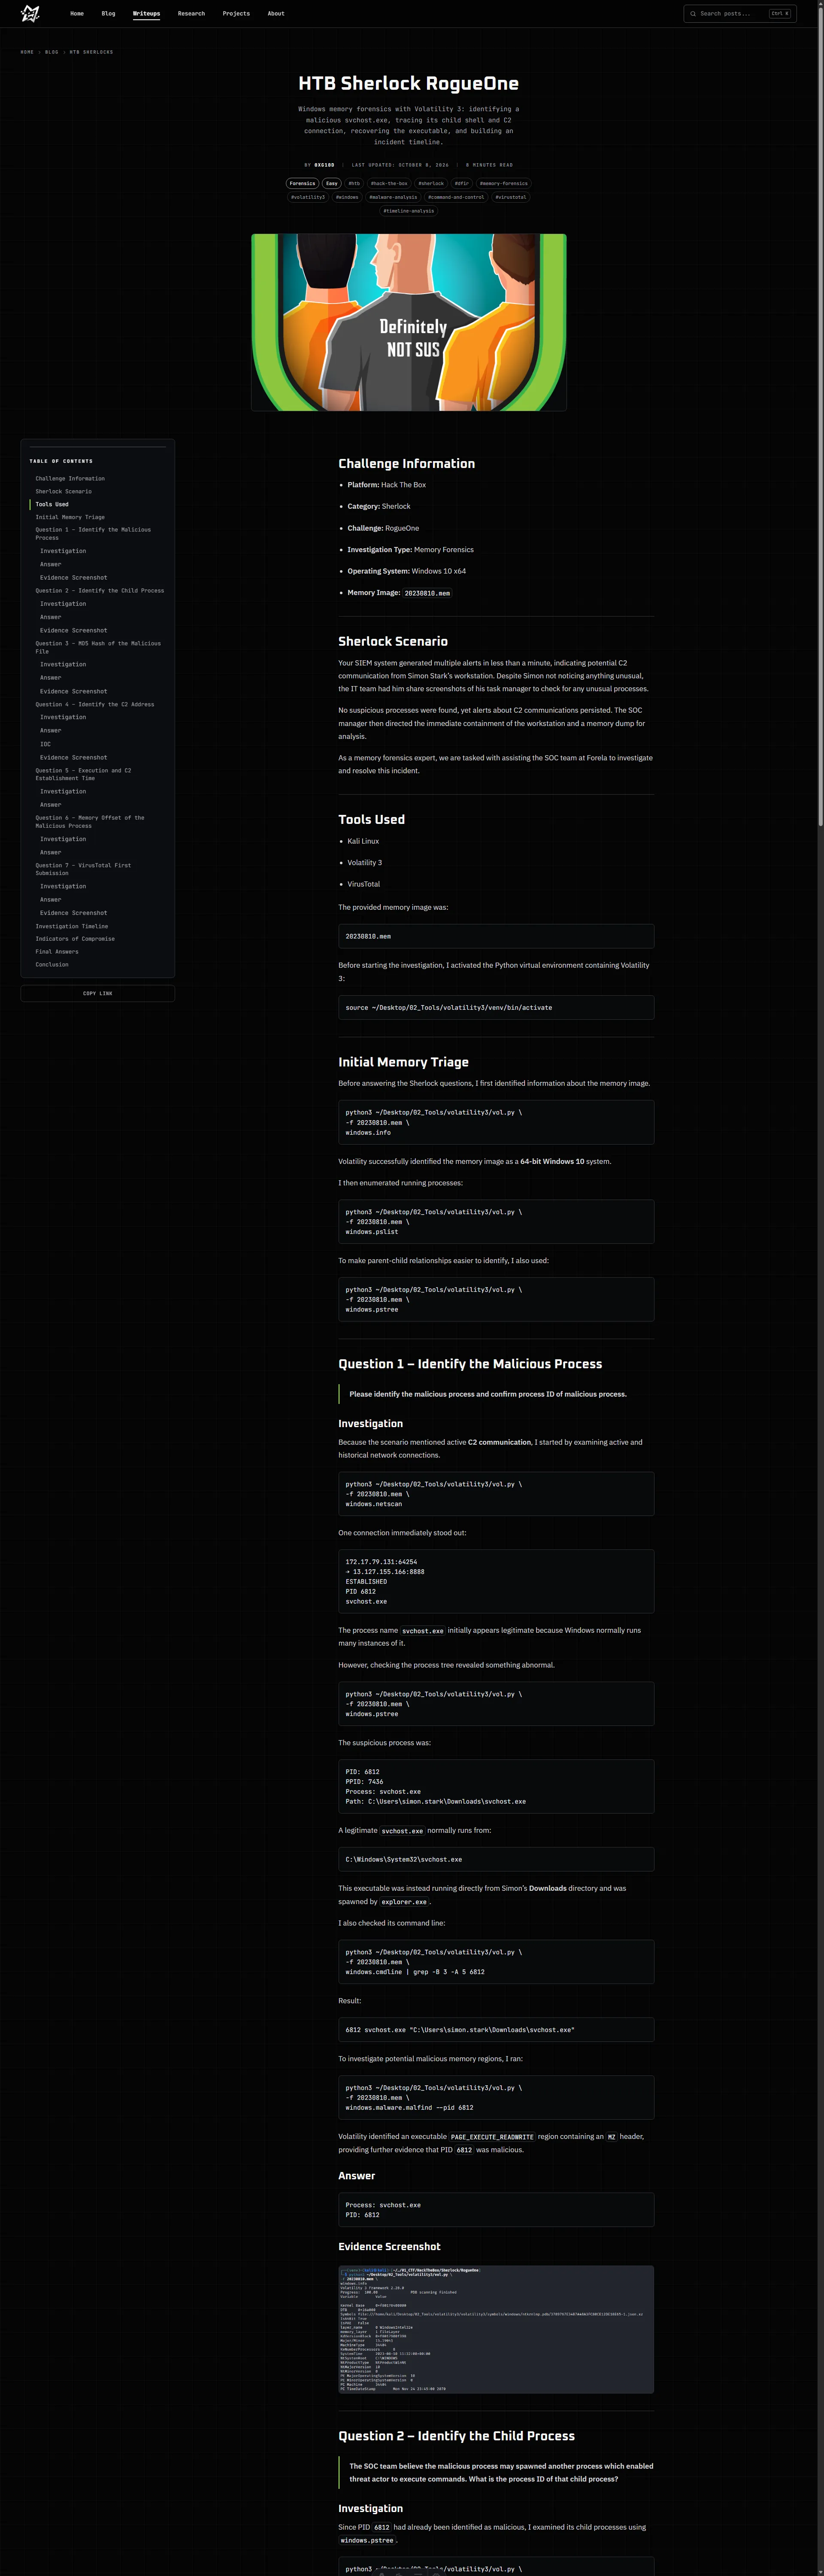 Home Blog Writeups Research Projects About Search posts... Ctrl K
HOME > BLOG > HTB SHERLOCKS
HTB Sherlock RogueOne
Windows memory forensics with Volatility 3: identifying a
malicious svchost.exe, tracing its child shell and C2
connection, recovering the executable, and building an
incident timeline.
BY 0XG18D | LAST UPDATED: OCTOBER 8, 2026 | 8 MINUTES READ
Forensics Easy #htb #hack-the-box #sherlock #dfir #memory-forensics
#volatility3 #windows #malware-analysis #command-and-control #virustotal
#timeline-analysis
Definitely
NOT SUS
TABLE OF CONTENTS
Challenge Information
Sherlock Scenario
Tools Used
Initial Memory Triage
Question 1 – Identify the Malicious
Process
Investigation
Answer
Evidence Screenshot
Question 2 – Identify the Child Process
Investigation
Answer
Evidence Screenshot
Question 3 – MD5 Hash of the Malicious
File
Investigation
Answer
Evidence Screenshot
Question 4 – Identify the C2 Address
Investigation
Answer
IOC
Evidence Screenshot
Question 5 – Execution and C2
Establishment Time
Investigation
Answer
Question 6 – Memory Offset of the
Malicious Process
Investigation
Answer
Question 7 – VirusTotal First
Submission
Investigation
Answer
Evidence Screenshot
Investigation Timeline
Indicators of Compromise
Final Answers
Conclusion
COPY LINK
Challenge Information
• Platform: Hack The Box
• Category: Sherlock
• Challenge: RogueOne
• Investigation Type: Memory Forensics
• Operating System: Windows 10 x64
• Memory Image: 20230810.mem
Sherlock Scenario
Your SIEM system generated multiple alerts in less than a minute, indicating potential C2
communication from Simon Stark's workstation. Despite Simon not noticing anything unusual,
the IT team had him share screenshots of his task manager to check for any unusual processes.
No suspicious processes were found, yet alerts about C2 communications persisted. The SOC
manager then directed the immediate containment of the workstation and a memory dump for
analysis.
As a memory forensics expert, we are tasked with assisting the SOC team at Forela to investigate
and resolve this incident.
Tools Used
• Kali Linux
• Volatility 3
• VirusTotal
The provided memory image was:
20230810.mem
Before starting the investigation, I activated the Python virtual environment containing Volatility
3:
source ~/Desktop/02_Tools/volatility3/venv/bin/activate
Initial Memory Triage
Before answering the Sherlock questions, I first identified information about the memory image.
python3 ~/Desktop/02_Tools/volatility3/vol.py \
-f 20230810.mem \
windows.info
Volatility successfully identified the memory image as a 64-bit Windows 10 system.
I then enumerated running processes:
python3 ~/Desktop/02_Tools/volatility3/vol.py \
-f 20230810.mem \
windows.pslist
To make parent-child relationships easier to identify, I also used:
python3 ~/Desktop/02_Tools/volatility3/vol.py \
-f 20230810.mem \
windows.pstree
Question 1 – Identify the Malicious Process
Please identify the malicious process and confirm process ID of malicious process.
Investigation
Because the scenario mentioned active C2 communication, I started by examining active and
historical network connections.
python3 ~/Desktop/02_Tools/volatility3/vol.py \
-f 20230810.mem \
windows.netscan
One connection immediately stood out:
172.17.79.131:64254
→ 13.127.155.166:8888
ESTABLISHED
PID 6812
svchost.exe
The process name svchost.exe initially appears legitimate because Windows normally runs
many instances of it.
However, checking the process tree revealed something abnormal.
python3 ~/Desktop/02_Tools/volatility3/vol.py \
-f 20230810.mem \
windows.pstree
The suspicious process was:
PID: 6812
PPID: 7436
Process: svchost.exe
Path: C:\Users\simon.stark\Downloads\svchost.exe
A legitimate svchost.exe normally runs from:
C:\Windows\System32\svchost.exe
This executable was instead running directly from Simon's Downloads directory and was
spawned by explorer.exe.
I also checked its command line:
python3 ~/Desktop/02_Tools/volatility3/vol.py \
-f 20230810.mem \
windows.cmdline | grep -B 3 -A 5 6812
Result:
6812 svchost.exe "C:\Users\simon.stark\Downloads\svchost.exe"
To investigate potential malicious memory regions, I ran:
python3 ~/Desktop/02_Tools/volatility3/vol.py \
-f 20230810.mem \
windows.malware.malfind --pid 6812
Volatility identified an executable PAGE_EXECUTE_READWRITE region containing an MZ header,
providing further evidence that PID 6812 was malicious.
Answer
Process: svchost.exe
PID: 6812
Evidence Screenshot
Question 2 – Identify the Child Process
The SOC team believe the malicious process may spawned another process which enabled
threat actor to execute commands. What is the process ID of that child process?
Investigation
Since PID 6812 had already been identified as malicious, I examined its child processes using
windows.pstree.
python3 ~/Desktop/02_Tools/volatility3/vol.py \